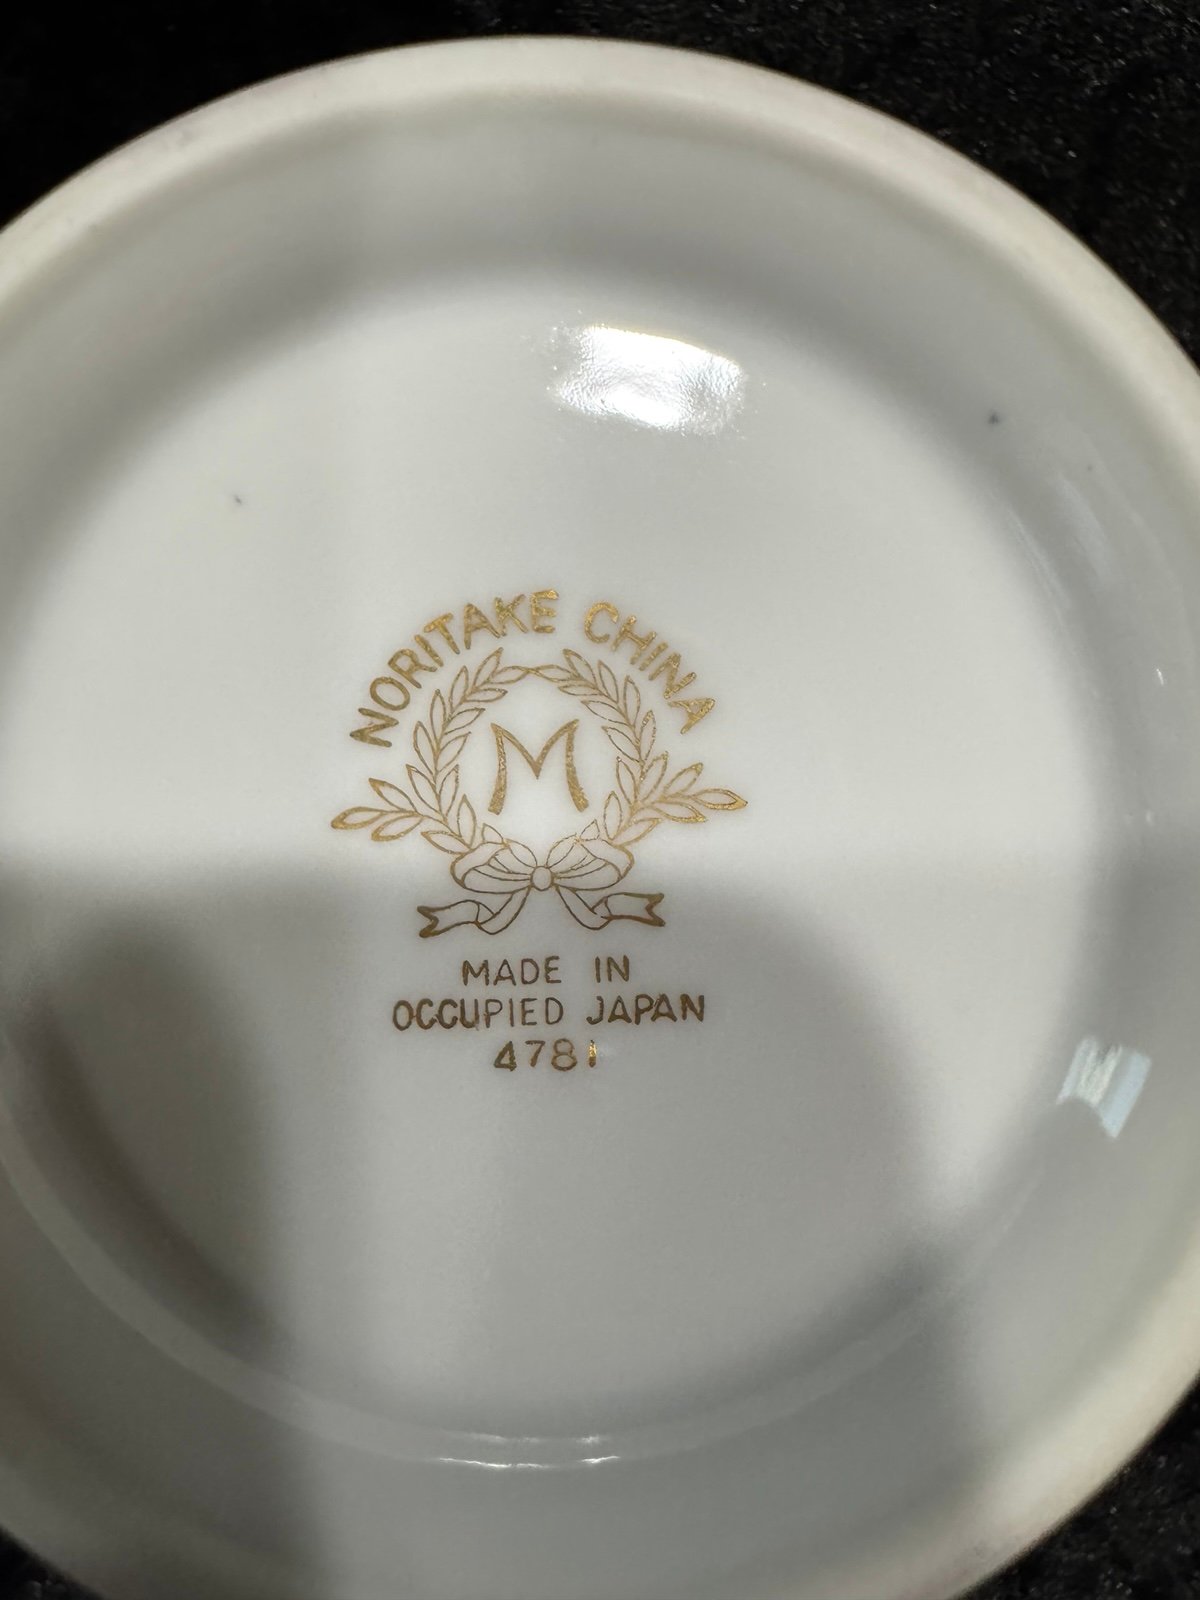 NORITAKE CHINA
M
MADE IN
OCCUPIED JAPAN
4781